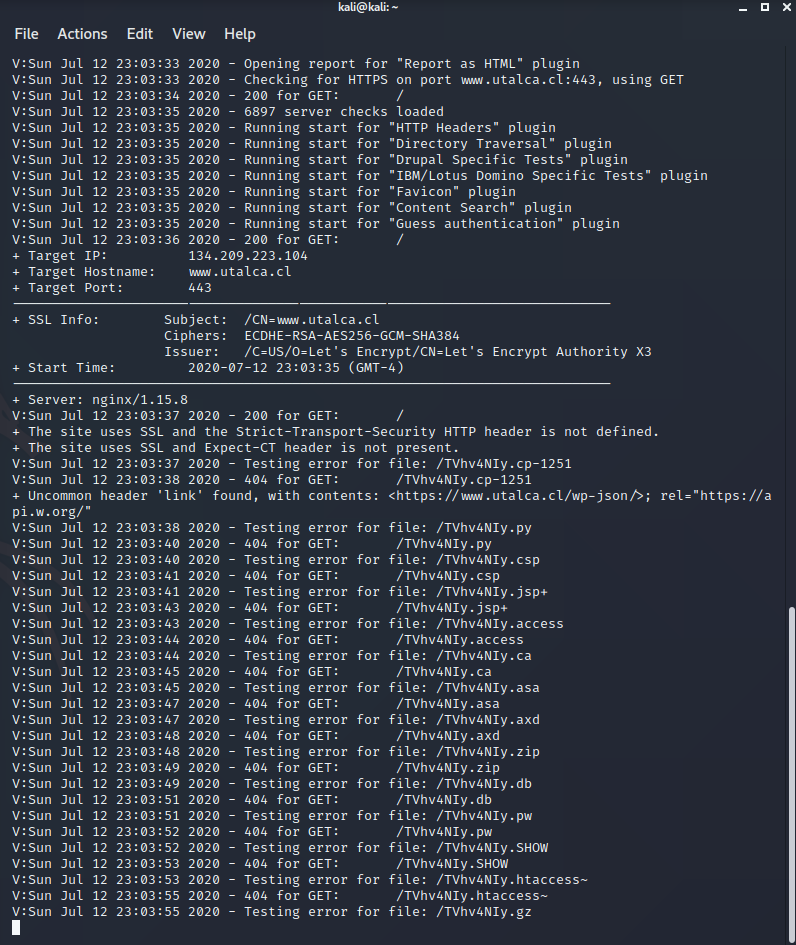 kali@kali: ~
File Actions Edit View Help
V:Sun Jul 12 23:03:33 2020 - Opening report for "Report as HTML" plugin
V:Sun Jul 12 23:03:33 2020 - Checking for HTTPS on port www.utalca.cl:443, using GET
V:Sun Jul 12 23:03:34 2020 - 200 for GET:       /
V:Sun Jul 12 23:03:35 2020 - 6897 server checks loaded
V:Sun Jul 12 23:03:35 2020 - Running start for "HTTP Headers" plugin
V:Sun Jul 12 23:03:35 2020 - Running start for "Directory Traversal" plugin
V:Sun Jul 12 23:03:35 2020 - Running start for "Drupal Specific Tests" plugin
V:Sun Jul 12 23:03:35 2020 - Running start for "IBM/Lotus Domino Specific Tests" plugin
V:Sun Jul 12 23:03:35 2020 - Running start for "Favicon" plugin
V:Sun Jul 12 23:03:35 2020 - Running start for "Content Search" plugin
V:Sun Jul 12 23:03:35 2020 - Running start for "Guess authentication" plugin
V:Sun Jul 12 23:03:36 2020 - 200 for GET:       /
+ Target IP:          134.209.223.104
+ Target Hostname:    www.utalca.cl
+ Target Port:        443
---------------------------------------------------------------------------
+ SSL Info:        Subject:  /CN=www.utalca.cl
                   Ciphers:  ECDHE-RSA-AES256-GCM-SHA384
                   Issuer:   /C=US/O=Let's Encrypt/CN=Let's Encrypt Authority X3
+ Start Time:         2020-07-12 23:03:35 (GMT-4)
---------------------------------------------------------------------------
+ Server: nginx/1.15.8
V:Sun Jul 12 23:03:37 2020 - 200 for GET:       /
+ The site uses SSL and the Strict-Transport-Security HTTP header is not defined.
+ The site uses SSL and Expect-CT header is not present.
V:Sun Jul 12 23:03:37 2020 - Testing error for file: /TVhv4NIy.cp-1251
V:Sun Jul 12 23:03:38 2020 - 404 for GET:       /TVhv4NIy.cp-1251
+ Uncommon header 'link' found, with contents: <https://www.utalca.cl/wp-json/>; rel="https://a
pi.w.org/"
V:Sun Jul 12 23:03:38 2020 - Testing error for file: /TVhv4NIy.py
V:Sun Jul 12 23:03:40 2020 - 404 for GET:       /TVhv4NIy.py
V:Sun Jul 12 23:03:40 2020 - Testing error for file: /TVhv4NIy.csp
V:Sun Jul 12 23:03:41 2020 - 404 for GET:       /TVhv4NIy.csp
V:Sun Jul 12 23:03:41 2020 - Testing error for file: /TVhv4NIy.jsp+
V:Sun Jul 12 23:03:43 2020 - 404 for GET:       /TVhv4NIy.jsp+
V:Sun Jul 12 23:03:43 2020 - Testing error for file: /TVhv4NIy.access
V:Sun Jul 12 23:03:44 2020 - 404 for GET:       /TVhv4NIy.access
V:Sun Jul 12 23:03:44 2020 - Testing error for file: /TVhv4NIy.ca
V:Sun Jul 12 23:03:45 2020 - 404 for GET:       /TVhv4NIy.ca
V:Sun Jul 12 23:03:45 2020 - Testing error for file: /TVhv4NIy.asa
V:Sun Jul 12 23:03:47 2020 - 404 for GET:       /TVhv4NIy.asa
V:Sun Jul 12 23:03:47 2020 - Testing error for file: /TVhv4NIy.axd
V:Sun Jul 12 23:03:48 2020 - 404 for GET:       /TVhv4NIy.axd
V:Sun Jul 12 23:03:48 2020 - Testing error for file: /TVhv4NIy.zip
V:Sun Jul 12 23:03:49 2020 - 404 for GET:       /TVhv4NIy.zip
V:Sun Jul 12 23:03:49 2020 - Testing error for file: /TVhv4NIy.db
V:Sun Jul 12 23:03:51 2020 - 404 for GET:       /TVhv4NIy.db
V:Sun Jul 12 23:03:51 2020 - Testing error for file: /TVhv4NIy.pw
V:Sun Jul 12 23:03:52 2020 - 404 for GET:       /TVhv4NIy.pw
V:Sun Jul 12 23:03:52 2020 - Testing error for file: /TVhv4NIy.SHOW
V:Sun Jul 12 23:03:53 2020 - 404 for GET:       /TVhv4NIy.SHOW
V:Sun Jul 12 23:03:53 2020 - Testing error for file: /TVhv4NIy.htaccess~
V:Sun Jul 12 23:03:55 2020 - 404 for GET:       /TVhv4NIy.htaccess~
V:Sun Jul 12 23:03:55 2020 - Testing error for file: /TVhv4NIy.gz